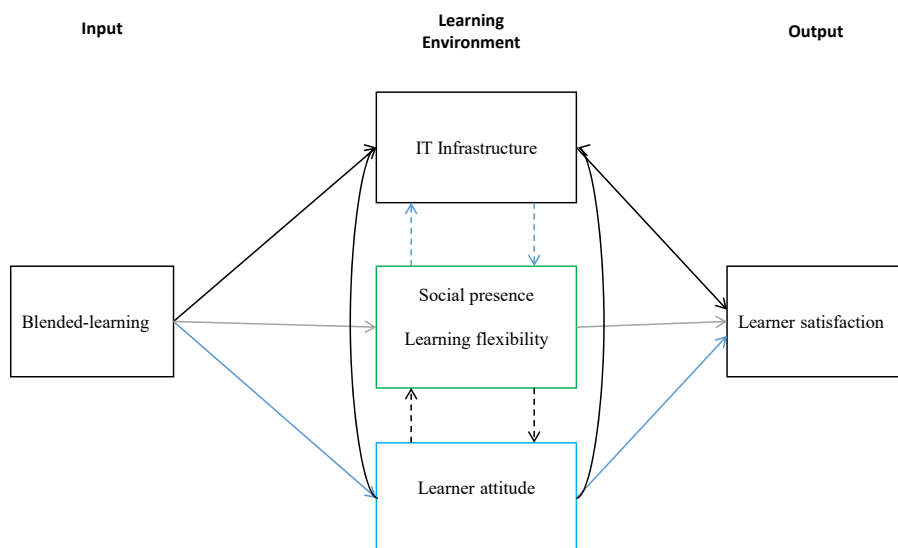 Input
Learning
Environment
Output
IT Infrastructure
Blended-learning
Social presence
Learning flexibility
Learner satisfaction
Learner attitude